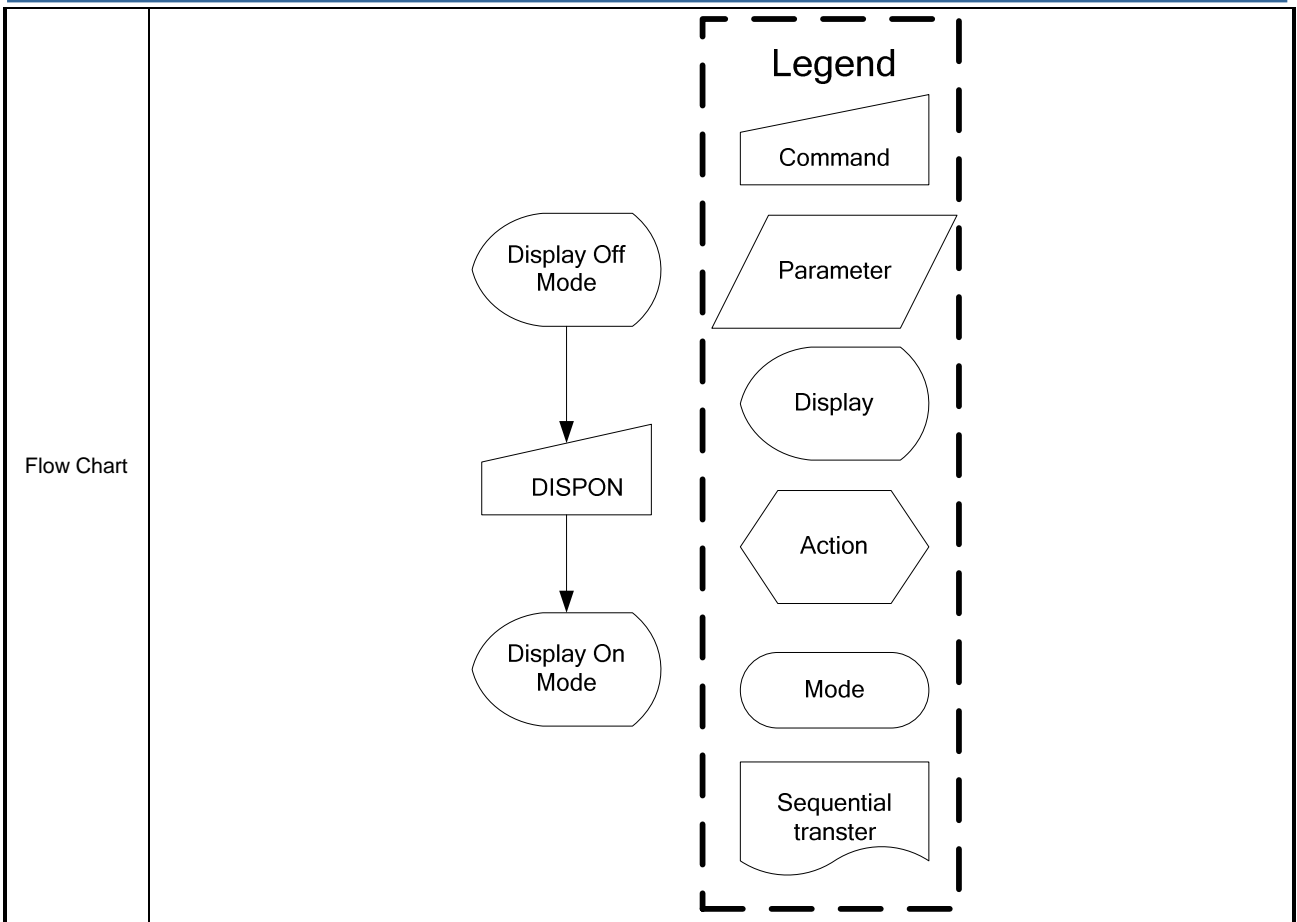 Flow Chart
Display Off
Mode
DISPON
Display On
Mode
Legend
Command
Parameter
Display
Action
Mode
Sequential
transter